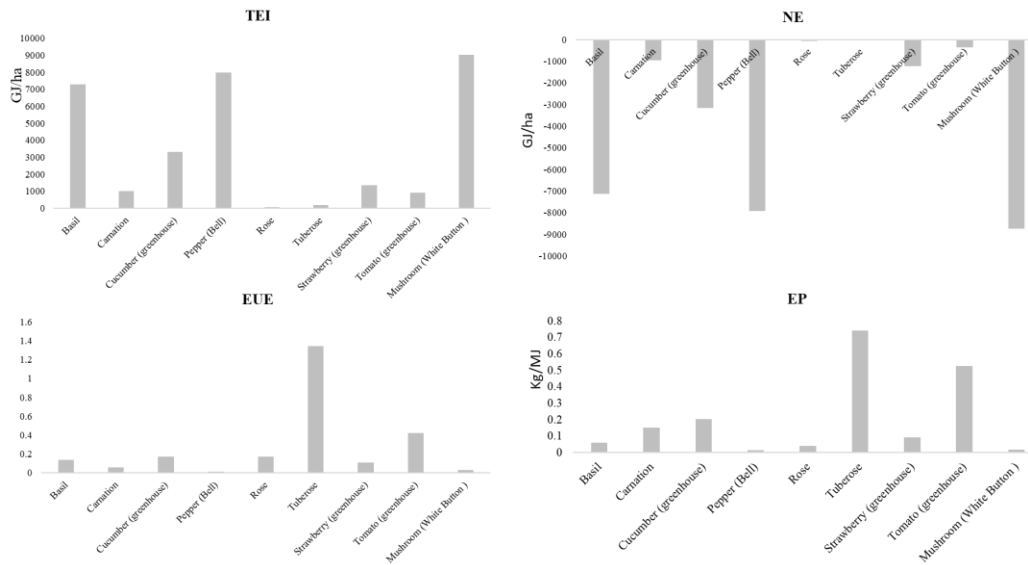 TEI
GJ/ha
10000
9000
8000
7000
6000
5000
4000
3000
2000
1000
0
Basil
Carnation
Cucumber (greenhouse)
Pepper (Bell)
Rose
Tuberose
Strawberry (greenhouse)
Tomato (greenhouse)
Mushroom (White Button )
NE
GJ/ha
0
-1000
-2000
-3000
-4000
-5000
-6000
-7000
-8000
-9000
-10000
Basil
Carnation
Cucumber (greenhouse)
Pepper (Bell)
Rose
Tuberose
Strawberry (greenhouse)
Tomato (greenhouse)
Mushroom (White Button )
EUE
1.6
1.4
1.2
1
0.8
0.6
0.4
0.2
0
Basil
Carnation
Cucumber (greenhouse)
Pepper (Bell)
Rose
Tuberose
Strawberry (greenhouse)
Tomato (greenhouse)
Mushroom (White Button )
EP
Kg/MJ
0.8
0.7
0.6
0.5
0.4
0.3
0.2
0.1
0
Basil
Carnation
Cucumber (greenhouse)
Pepper (Bell)
Rose
Tuberose
Strawberry (greenhouse)
Tomato (greenhouse)
Mushroom (White Button )